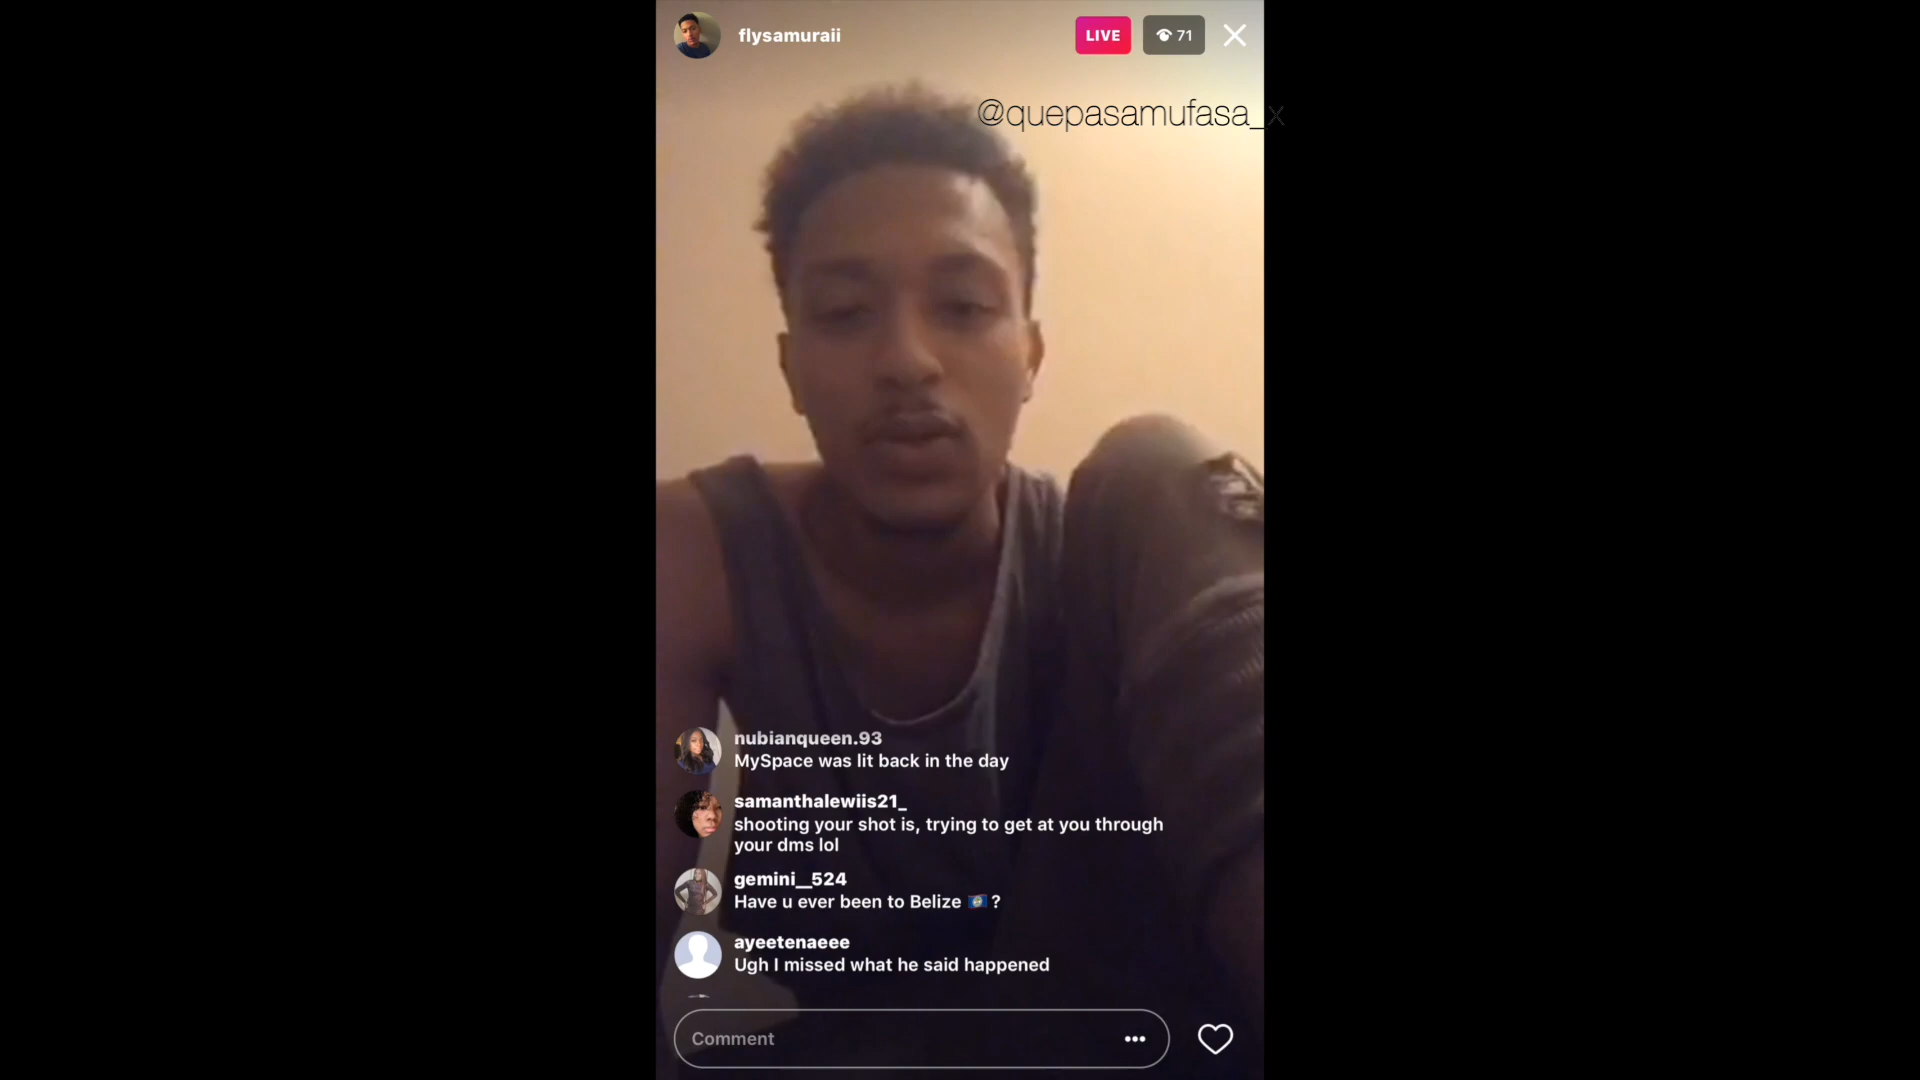 flysamuraii
LIVE
71
@quepasamufasa_x
nubianqueen.93
MySpace was lit back in the day
samanthalewiis21_
shooting your shot is, trying to get at you through
your dms lol
gemini__524
Have u ever been to Belize 🇧🇿 ?
ayeetenaeee
Ugh I missed what he said happened
Comment